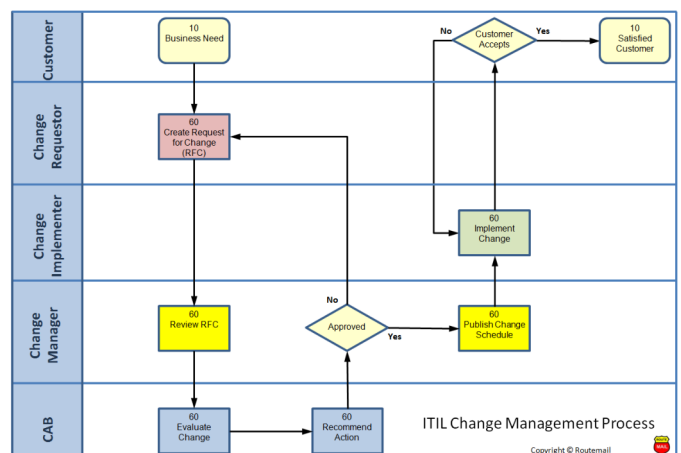 Customer
10
Business Need
No
Customer
Accepts
Yes
10
Satisfied
Customer
Change
Requestor
60
Create Request
for Change
(RFC)
Change
Implementer
60
Implement
Change
Change
Manager
60
Review RFC
No
Approved
Yes
60
Publish Change
Schedule
CAB
60
Evaluate
Change
60
Recommend
Action
ITIL Change Management Process
Copyright © Routemail
ROUTE
MAIL